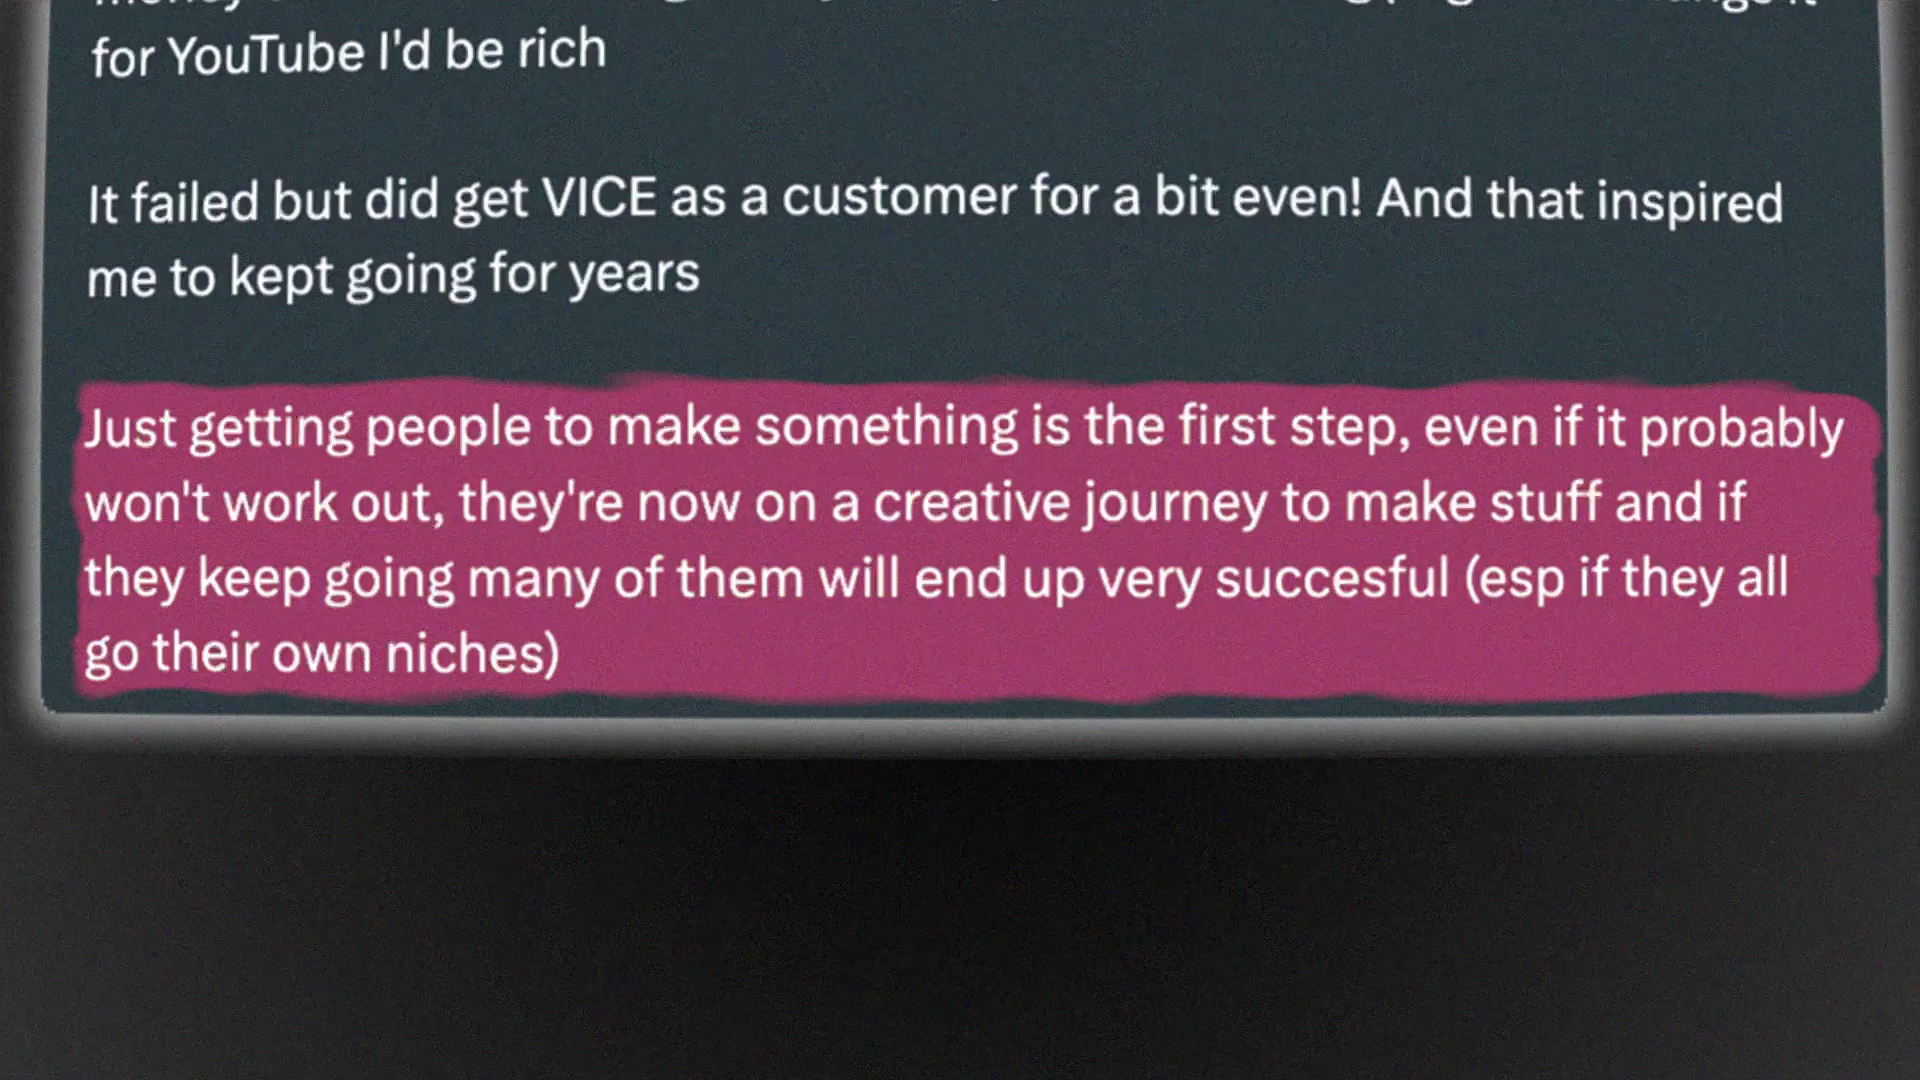 for YouTube I'd be rich
It failed but did get VICE as a customer for a bit even! And that inspired
me to kept going for years
Just getting people to make something is the first step, even if it probably
won't work out, they're now on a creative journey to make stuff and if
they keep going many of them will end up very succesful (esp if they all
go their own niches)